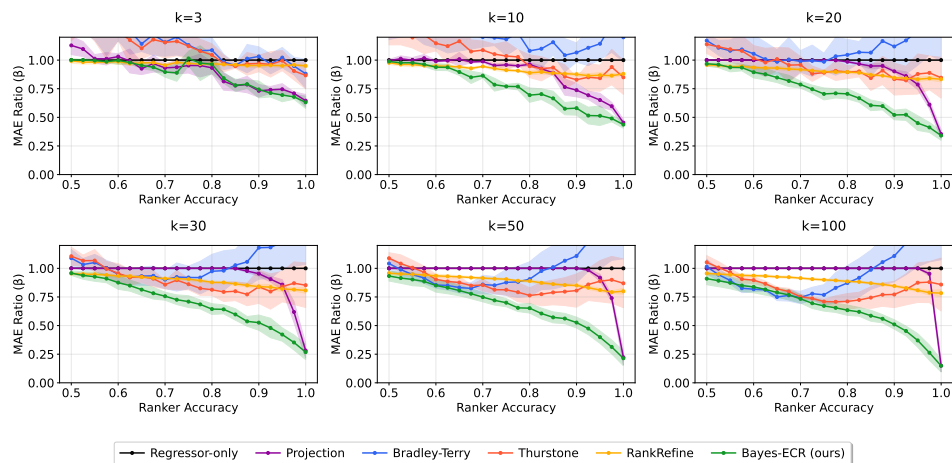 k=3
k=10
k=20
MAE Ratio (β)
1.00
0.75
0.50
0.25
0.00
0.5 0.6 0.7 0.8 0.9 1.0
Ranker Accuracy
MAE Ratio (β)
1.00
0.75
0.50
0.25
0.00
0.5 0.6 0.7 0.8 0.9 1.0
Ranker Accuracy
MAE Ratio (β)
1.00
0.75
0.50
0.25
0.00
0.5 0.6 0.7 0.8 0.9 1.0
Ranker Accuracy
k=30
k=50
k=100
MAE Ratio (β)
1.00
0.75
0.50
0.25
0.00
0.5 0.6 0.7 0.8 0.9 1.0
Ranker Accuracy
MAE Ratio (β)
1.00
0.75
0.50
0.25
0.00
0.5 0.6 0.7 0.8 0.9 1.0
Ranker Accuracy
MAE Ratio (β)
1.00
0.75
0.50
0.25
0.00
0.5 0.6 0.7 0.8 0.9 1.0
Ranker Accuracy
Regressor-only Projection Bradley-Terry Thurstone RankRefine Bayes-ECR (ours)